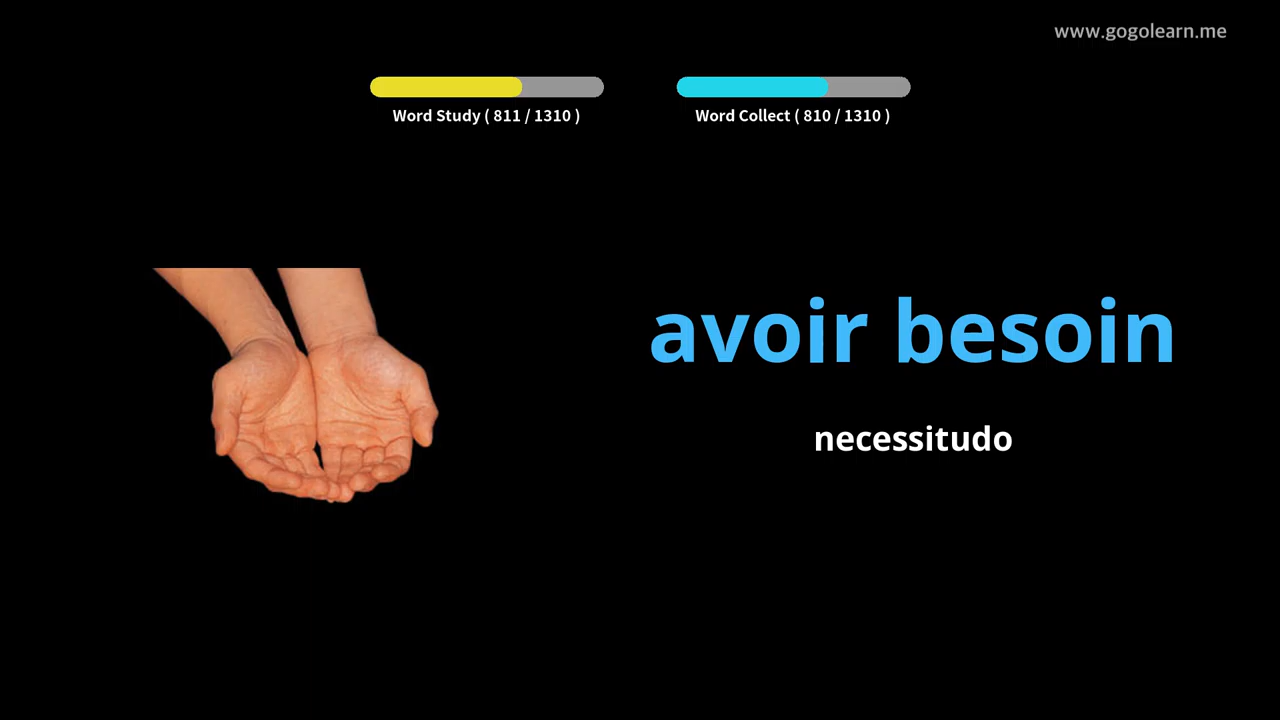 www.gogolearn.me
Word Study ( 811 / 1310 )
Word Collect ( 810 / 1310 )
avoir besoin
necessitudo